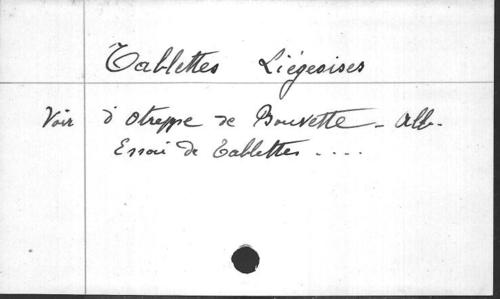 Tablettes Liégeoises
Voir d'otreppe de Bouvette - Alb-
Essai de Tablettes ....